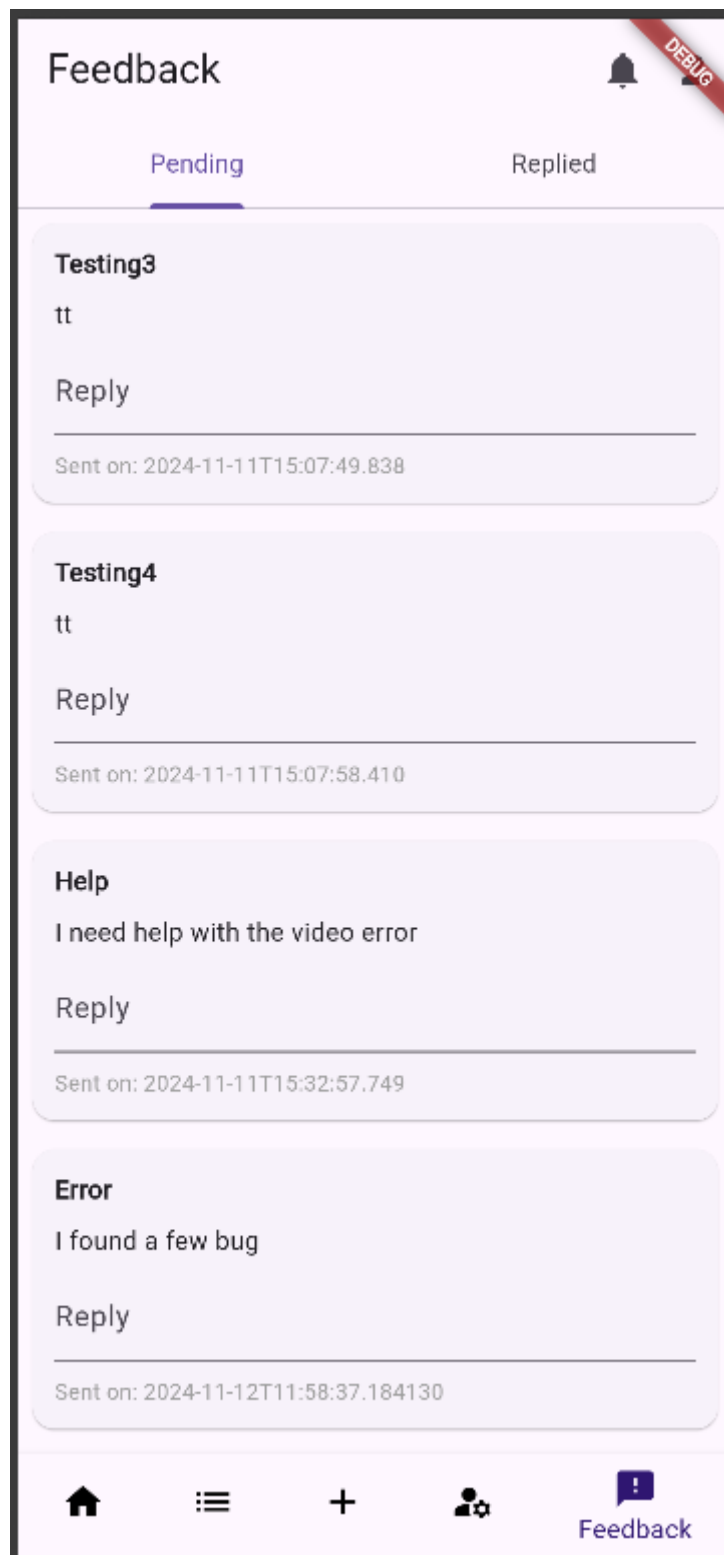 Feedback
DEBUG
Pending
Replied
Testing3
tt
Reply
Sent on: 2024-11-11T15:07:49.838
Testing4
tt
Reply
Sent on: 2024-11-11T15:07:58.410
Help
I need help with the video error
Reply
Sent on: 2024-11-11T15:32:57.749
Error
I found a few bug
Reply
Sent on: 2024-11-12T11:58:37.184130
Feedback